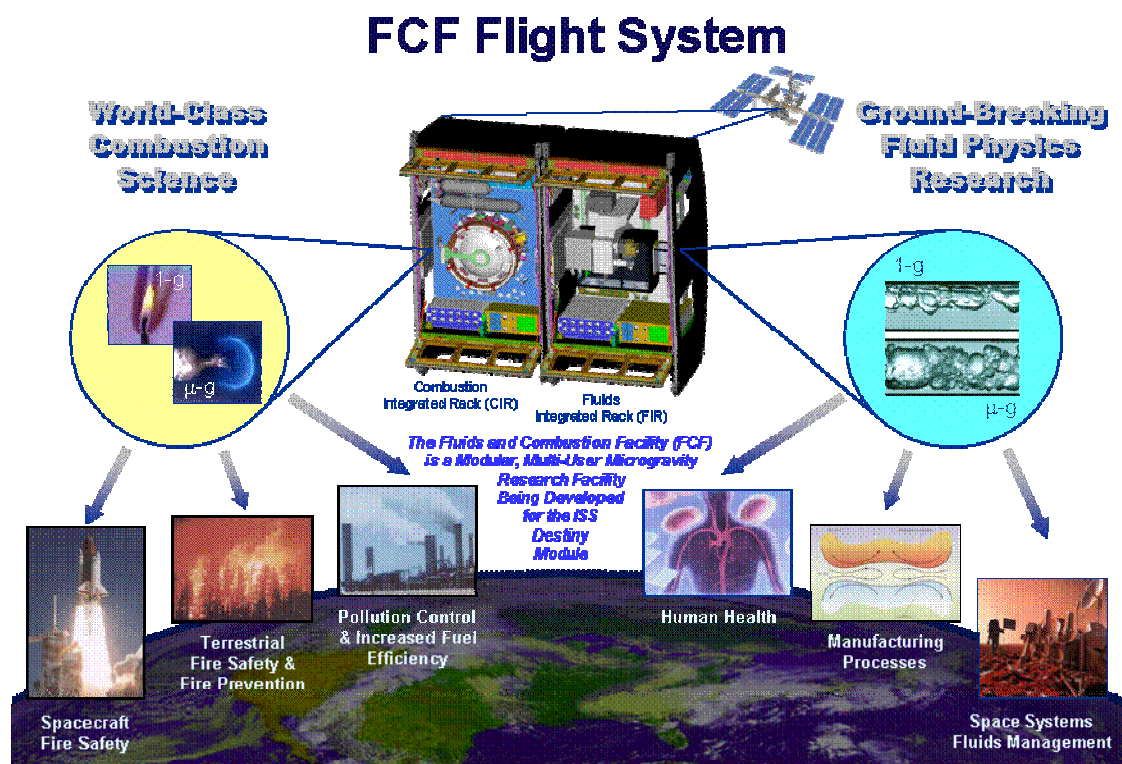 FCF Flight System
World-Class
Combustion
Science
Ground-Breaking
Fluid Physics
Research
1-g
μ-g
1-g
μ-g
Combustion
Integrated Rack (CIR)
Fluids
Integrated Rack (FIR)
The Fluids and Combustion Facility (FCF)
is a Modular, Multi-User Microgravity
Research Facility
Being Developed
for the ISS
Destiny
Module
Pollution Control
& Increased Fuel
Efficiency
Human Health
Terrestrial
Fire Safety &
Fire Prevention
Manufacturing
Processes
Spacecraft
Fire Safety
Space Systems
Fluids Management